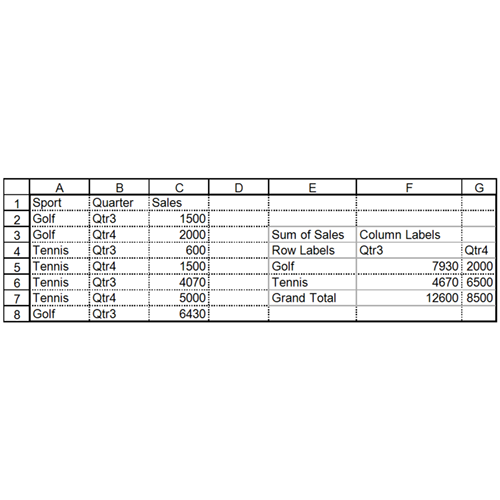 A B C D E F G
1 Sport Quarter Sales
2 Golf Qtr3 1500
3 Golf Qtr4 2000 Sum of Sales Column Labels
4 Tennis Qtr3 600 Row Labels Qtr3 Qtr4
5 Tennis Qtr4 1500 Golf 7930 2000
6 Tennis Qtr3 4070 Tennis 4670 6500
7 Tennis Qtr4 5000 Grand Total 12600 8500
8 Golf Qtr3 6430